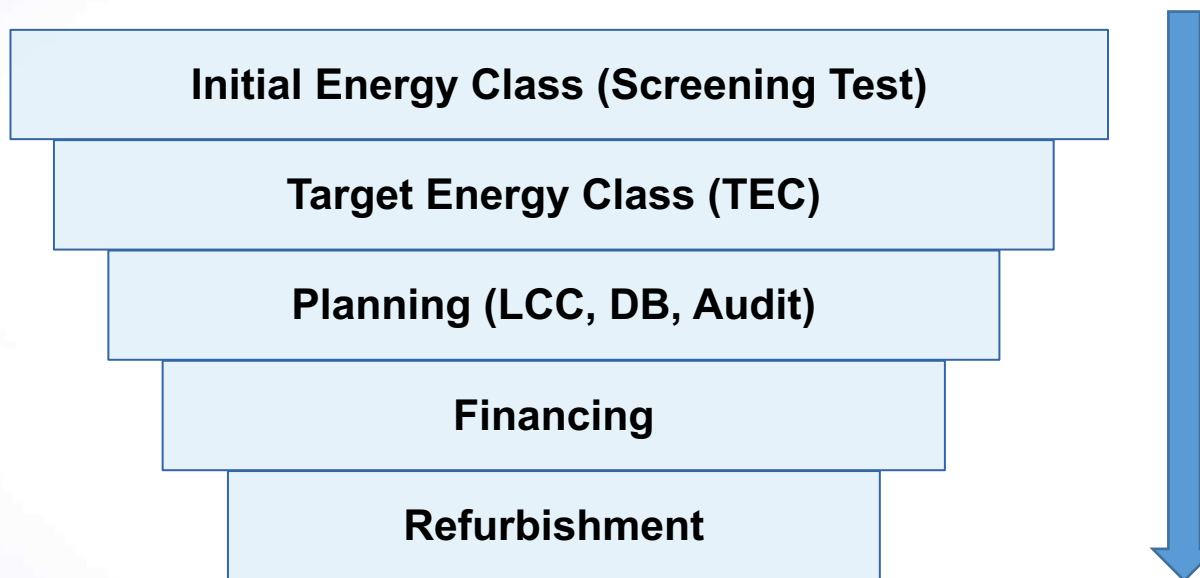 Initial Energy Class (Screening Test)
Target Energy Class (TEC)
Planning (LCC, DB, Audit)
Financing
Refurbishment